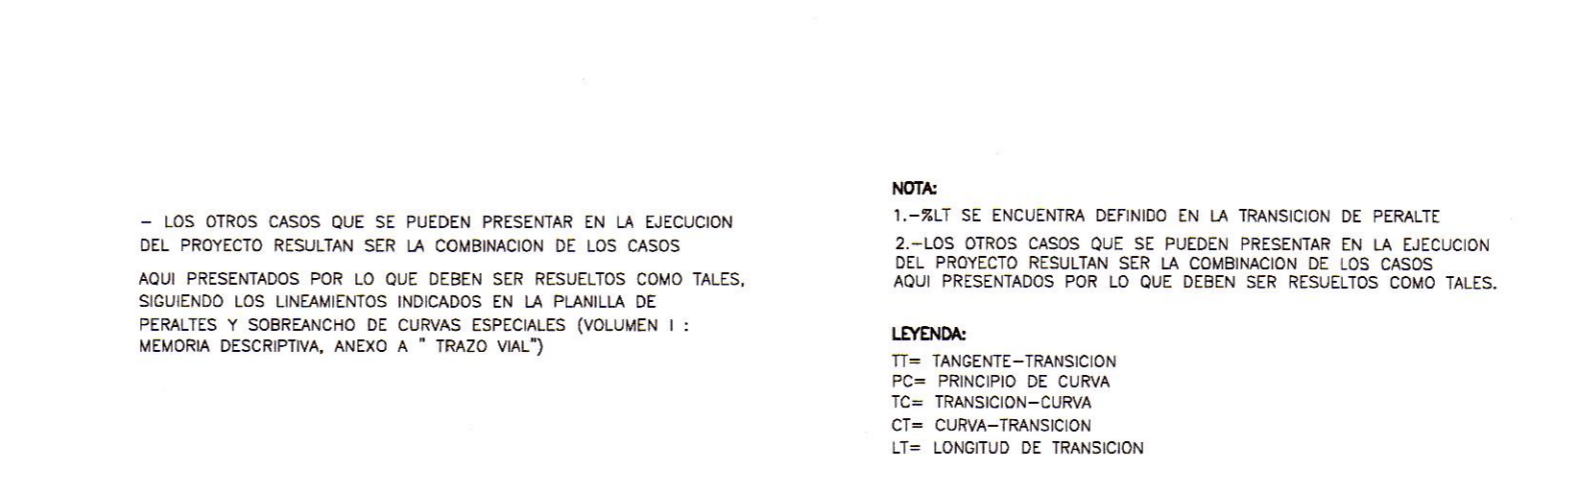 - LOS OTROS CASOS QUE SE PUEDEN PRESENTAR EN LA EJECUCION
DEL PROYECTO RESULTAN SER LA COMBINACION DE LOS CASOS
AQUI PRESENTADOS POR LO QUE DEBEN SER RESUELTOS COMO TALES,
SIGUIENDO LOS LINEAMIENTOS INDICADOS EN LA PLANILLA DE
PERALTES Y SOBREANCHO DE CURVAS ESPECIALES (VOLUMEN I :
MEMORIA DESCRIPTIVA, ANEXO A " TRAZO VIAL")
NOTA:
1.-%LT SE ENCUENTRA DEFINIDO EN LA TRANSICION DE PERALTE
2.-LOS OTROS CASOS QUE SE PUEDEN PRESENTAR EN LA EJECUCION
DEL PROYECTO RESULTAN SER LA COMBINACION DE LOS CASOS
AQUI PRESENTADOS POR LO QUE DEBEN SER RESUELTOS COMO TALES.
LEYENDA:
TT= TANGENTE-TRANSICION
PC= PRINCIPIO DE CURVA
TC= TRANSICION-CURVA
CT= CURVA-TRANSICION
LT= LONGITUD DE TRANSICION